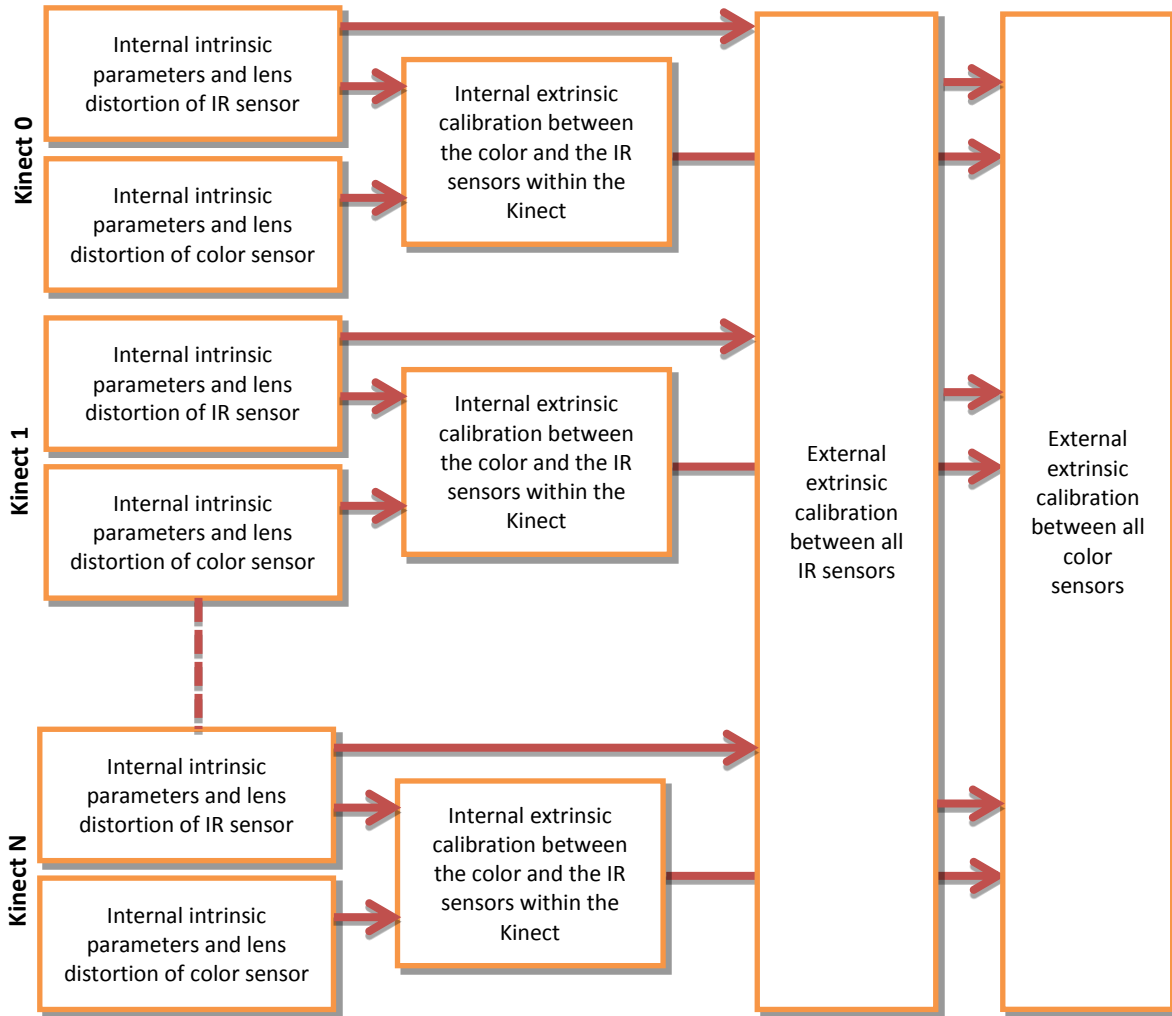 Kinect 0
Internal intrinsic
parameters and lens
distortion of IR sensor
Internal intrinsic
parameters and lens
distortion of color sensor
Internal extrinsic
calibration between
the color and the IR
sensors within the
Kinect
Kinect 1
Internal intrinsic
parameters and lens
distortion of IR sensor
Internal intrinsic
parameters and lens
distortion of color sensor
Internal extrinsic
calibration between
the color and the IR
sensors within the
Kinect
Kinect N
Internal intrinsic
parameters and lens
distortion of IR sensor
Internal intrinsic
parameters and lens
distortion of color sensor
Internal extrinsic
calibration between
the color and the IR
sensors within the
Kinect
External
extrinsic
calibration
between all
IR sensors
External
extrinsic
calibration
between all
color
sensors